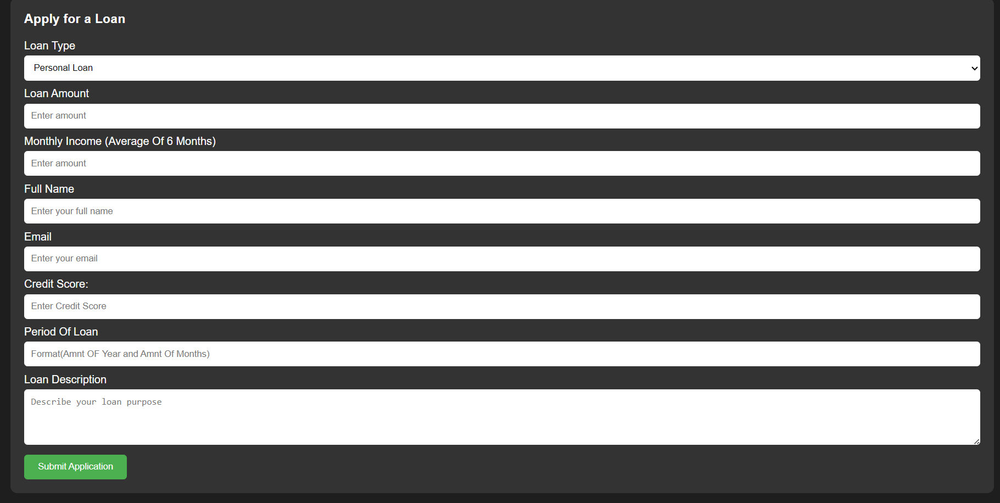 Apply for a Loan
Loan Type
Personal Loan
Loan Amount
Enter amount
Monthly Income (Average Of 6 Months)
Enter amount
Full Name
Enter your full name
Email
Enter your email
Credit Score:
Enter Credit Score
Period Of Loan
Format(Amnt OF Year and Amnt Of Months)
Loan Description
Describe your loan purpose
Submit Application